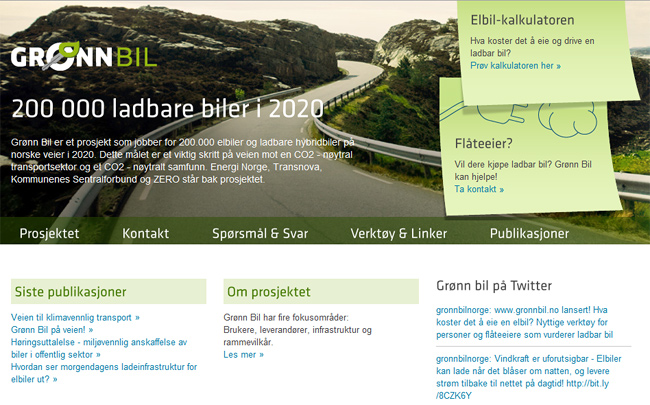 GRØNNBIL
200 000 ladbare biler i 2020
Grønn Bil er et prosjekt som jobber for 200.000 elbiler og ladbare hybridbiler på
norske veier i 2020. Dette målet er et viktig skritt på veien mot en CO2 - nøytral
transportsektor og et CO2 - nøytralt samfunn. Energi Norge, Transnova,
Kommunenes Sentralforbund og ZERO står bak prosjektet.
Elbil-kalkulatoren
Hva koster det å eie og drive en
ladbar bil?
Prøv kalkulatoren her »
Flåteeier?
Vil dere kjøpe ladbar bil? Grønn Bil
kan hjelpe!
Ta kontakt »
Prosjektet Kontakt Spørsmål & Svar Verktøy & Linker Publikasjoner
Siste publikasjoner
Veien til klimavennlig transport »
Grønn Bil på veien! »
Høringsuttalelse - miljøvennlig anskaffelse av
biler i offentlig sektor »
Hvordan ser morgendagens ladeinfrastruktur for
elbiler ut? »
Om prosjektet
Grønn Bil har fire fokusområder:
Brukere, leverandører, infrastruktur og
rammevilkår.
Les mer »
Grønn bil på Twitter
gronnbilnorge: www.gronnbil.no lansert! Hva
koster det å eie en elbil? Nyttige verktøy for
personer og flåteeiere som vurderer ladbar bil
gronnbilnorge: Vindkraft er uforutsigbar - Elbiler
kan lade når det blåser om natten, og levere
strøm tilbake til nettet på dagtid! http://bit.ly
/8CZK6Y